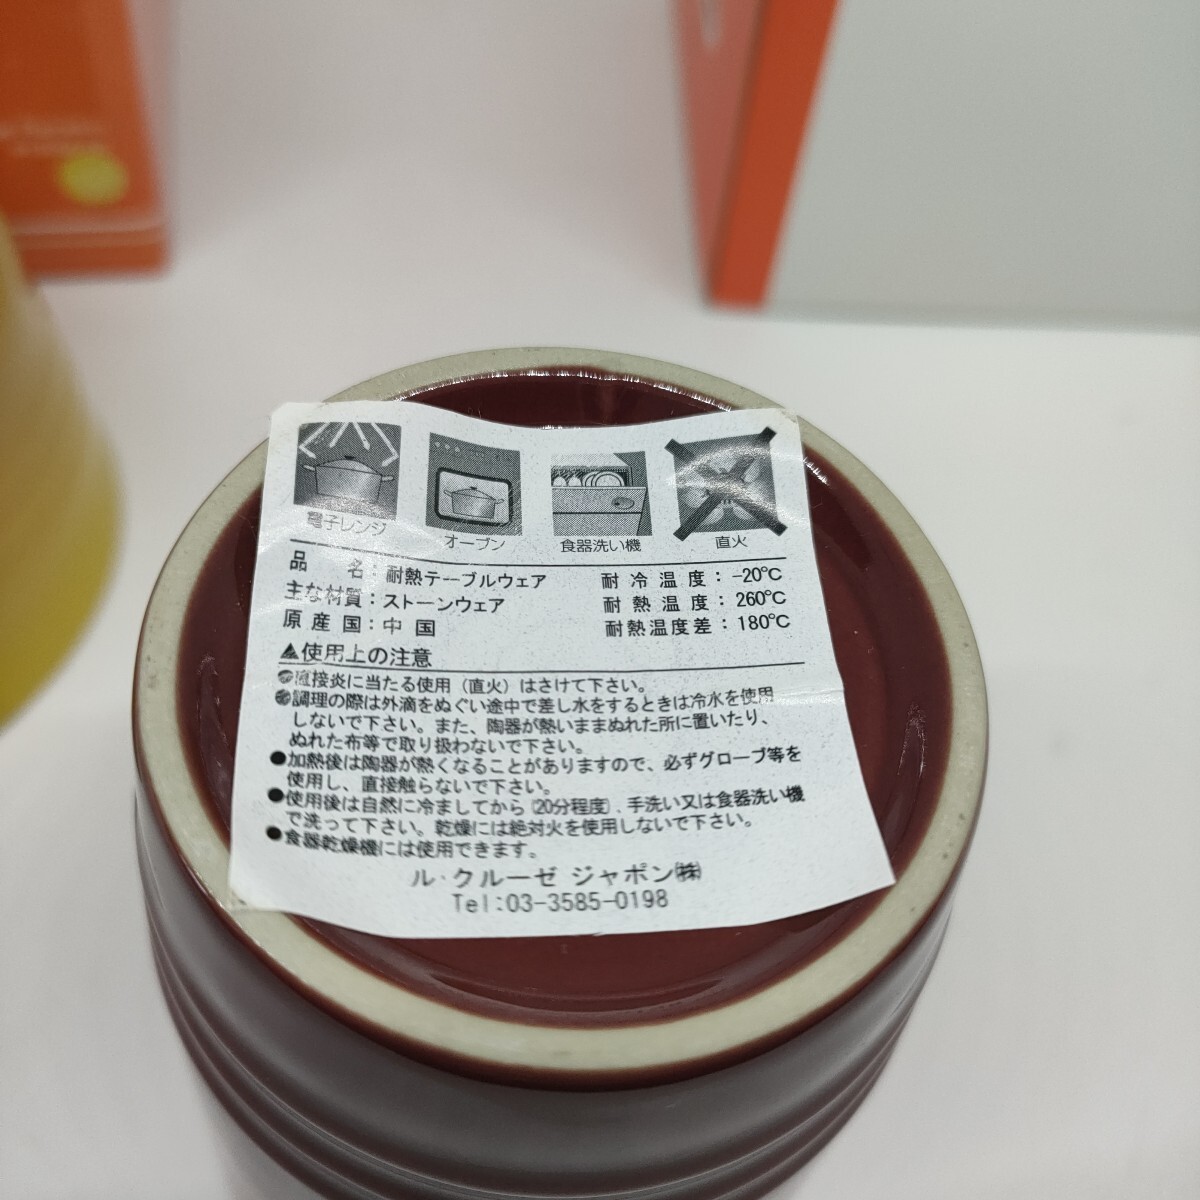 電子レンジ
オーブン
食器洗い機
直火
品名：耐熱テーブルウェア
耐冷温度：-20℃
主な材質：ストーンウェア
耐熱温度：260℃
原産国：中国
耐熱温度差：180℃
▲使用上の注意
●直接炎に当たる使用（直火）はさけて下さい。
●調理の際は外滴をぬぐい途中で差し水をするときは冷水を使用
しないで下さい。また、陶器が熱いままぬれた所に置いたり、
ぬれた布等で取り扱わないで下さい。
●加熱後は陶器が熱くなることがありますので、必ずグローブ等を
使用し、直接触らないで下さい。
●使用後は自然に冷ましてから（20分程度）、手洗い又は食器洗い機
で洗って下さい。乾燥には絶対火を使用しないで下さい。
●食器乾燥機には使用できます。
ル・クルーゼ ジャポン㈱
Tel:03-3585-0198